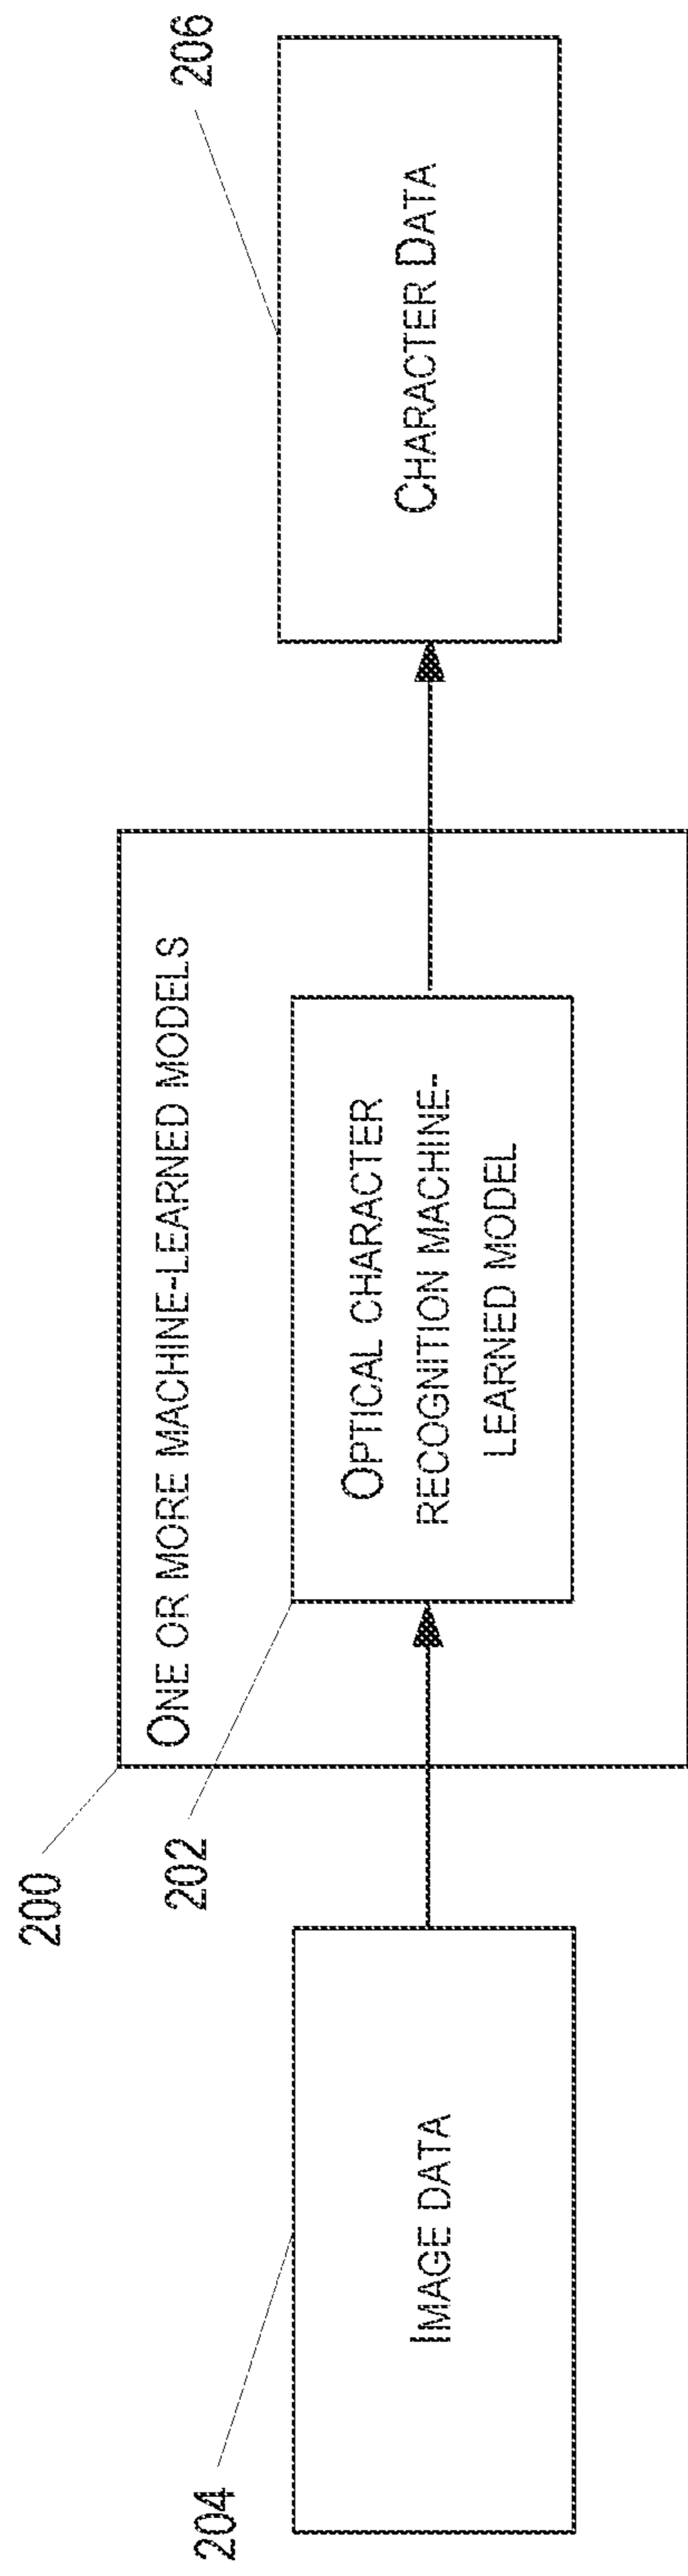 200
ONE OR MORE MACHINE-LEARNED MODELS
204
202
206
IMAGE DATA
OPTICAL CHARACTER
RECOGNITION MACHINE-
LEARNED MODEL
CHARACTER DATA